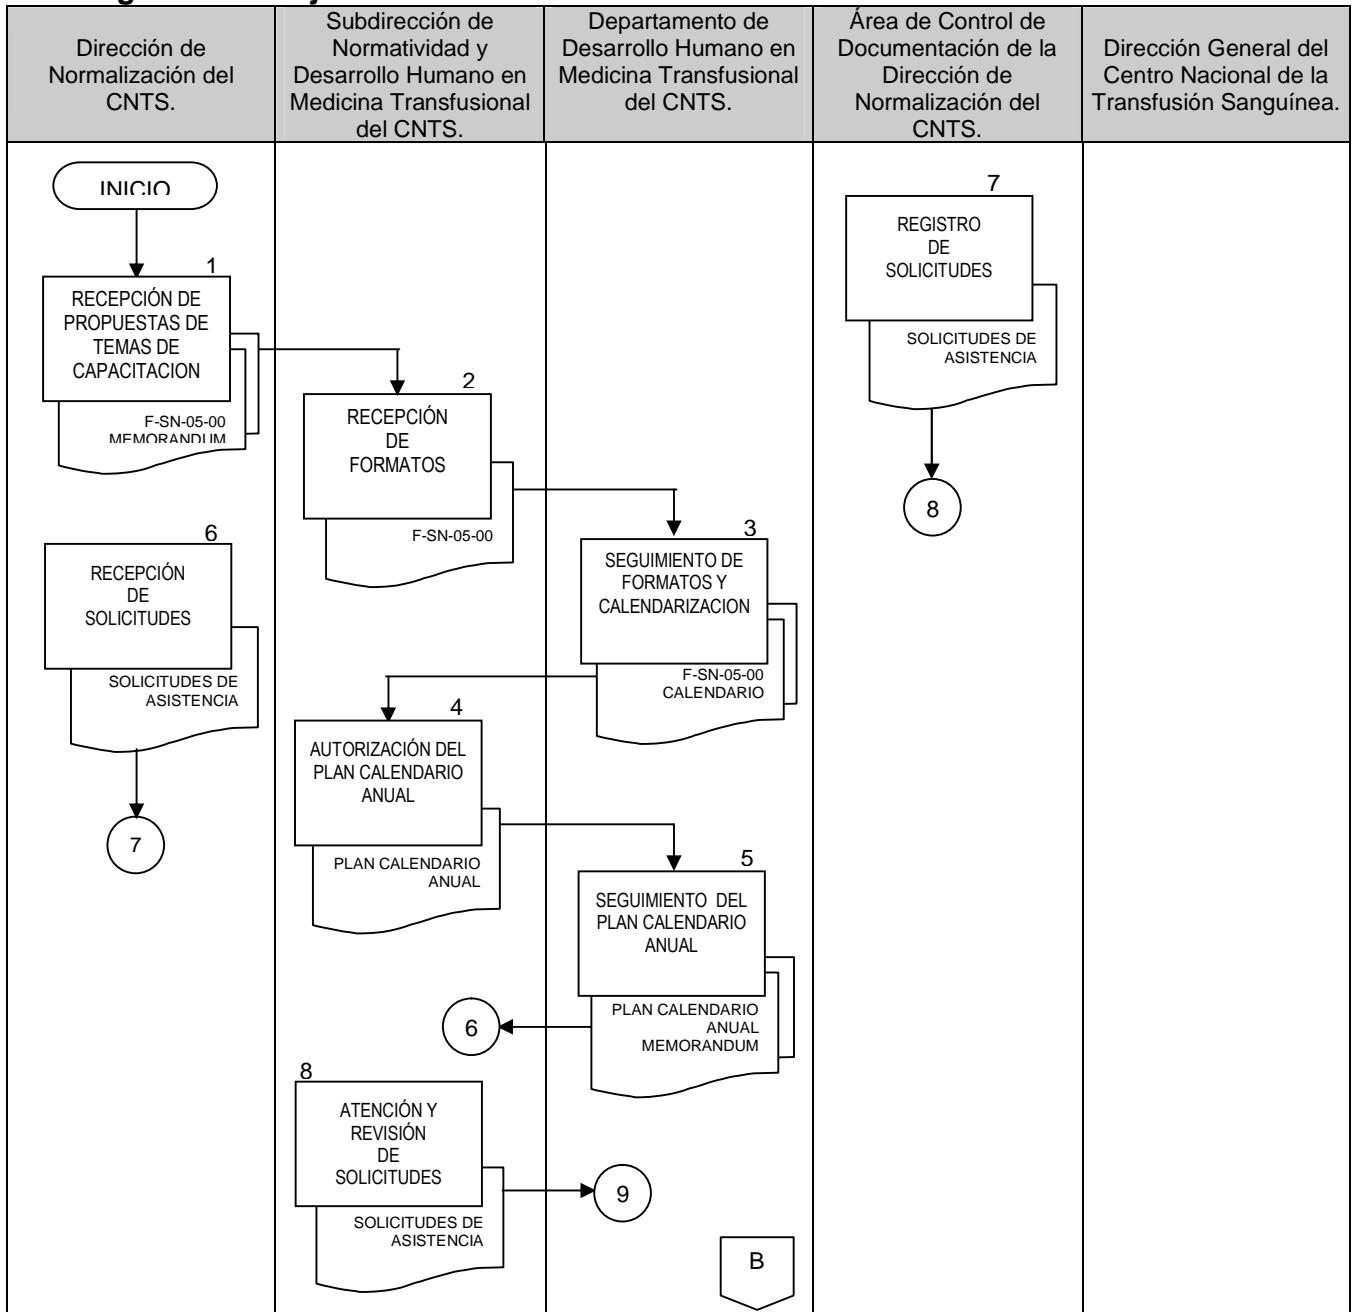 Dirección de
Normalización del
CNTS.
Subdirección de
Normatividad y
Desarrollo Humano en
Medicina Transfusional
del CNTS.
Departamento de
Desarrollo Humano en
Medicina Transfusional
del CNTS.
Área de Control de
Documentación de la
Dirección de
Normalización del
CNTS.
Dirección General del
Centro Nacional de la
Transfusión Sanguínea.
INICIO
1
RECEPCIÓN DE
PROPUESTAS DE
TEMAS DE
CAPACITACION
F-SN-05-00
MEMORANDUM
2
RECEPCIÓN
DE
FORMATOS
F-SN-05-00
3
SEGUIMIENTO DE
FORMATOS Y
CALENDARIZACION
F-SN-05-00
CALENDARIO
4
AUTORIZACIÓN DEL
PLAN CALENDARIO
ANUAL
PLAN CALENDARIO
ANUAL
5
SEGUIMIENTO DEL
PLAN CALENDARIO
ANUAL
PLAN CALENDARIO
ANUAL
MEMORANDUM
6
6
RECEPCIÓN
DE
SOLICITUDES
SOLICITUDES DE
ASISTENCIA
7
7
REGISTRO
DE
SOLICITUDES
SOLICITUDES DE
ASISTENCIA
8
8
ATENCIÓN Y
REVISIÓN
DE
SOLICITUDES
SOLICITUDES DE
ASISTENCIA
9
B